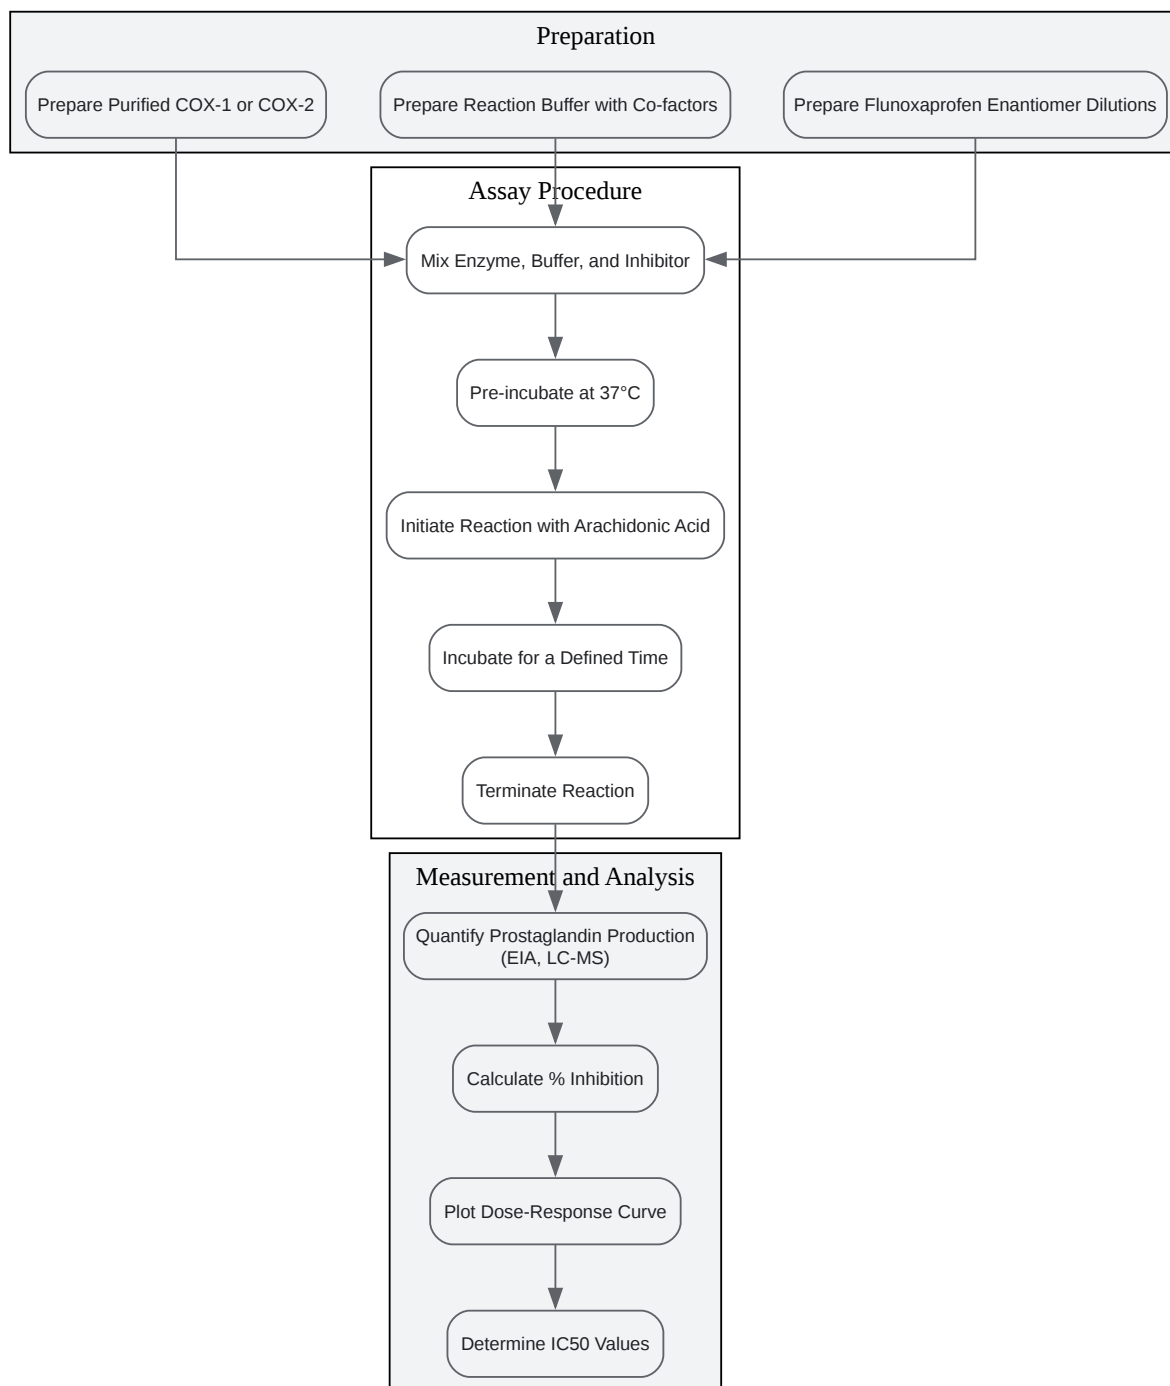 Preparation
Prepare Purified COX-1 or COX-2
Prepare Reaction Buffer with Co-factors
Prepare Flunoxaprofen Enantiomer Dilutions
Assay Procedure
Mix Enzyme, Buffer, and Inhibitor
Pre-incubate at 37°C
Initiate Reaction with Arachidonic Acid
Incubate for a Defined Time
Terminate Reaction
Measurement and Analysis
Quantify Prostaglandin Production
(EIA, LC-MS)
Calculate % Inhibition
Plot Dose-Response Curve
Determine IC50 Values